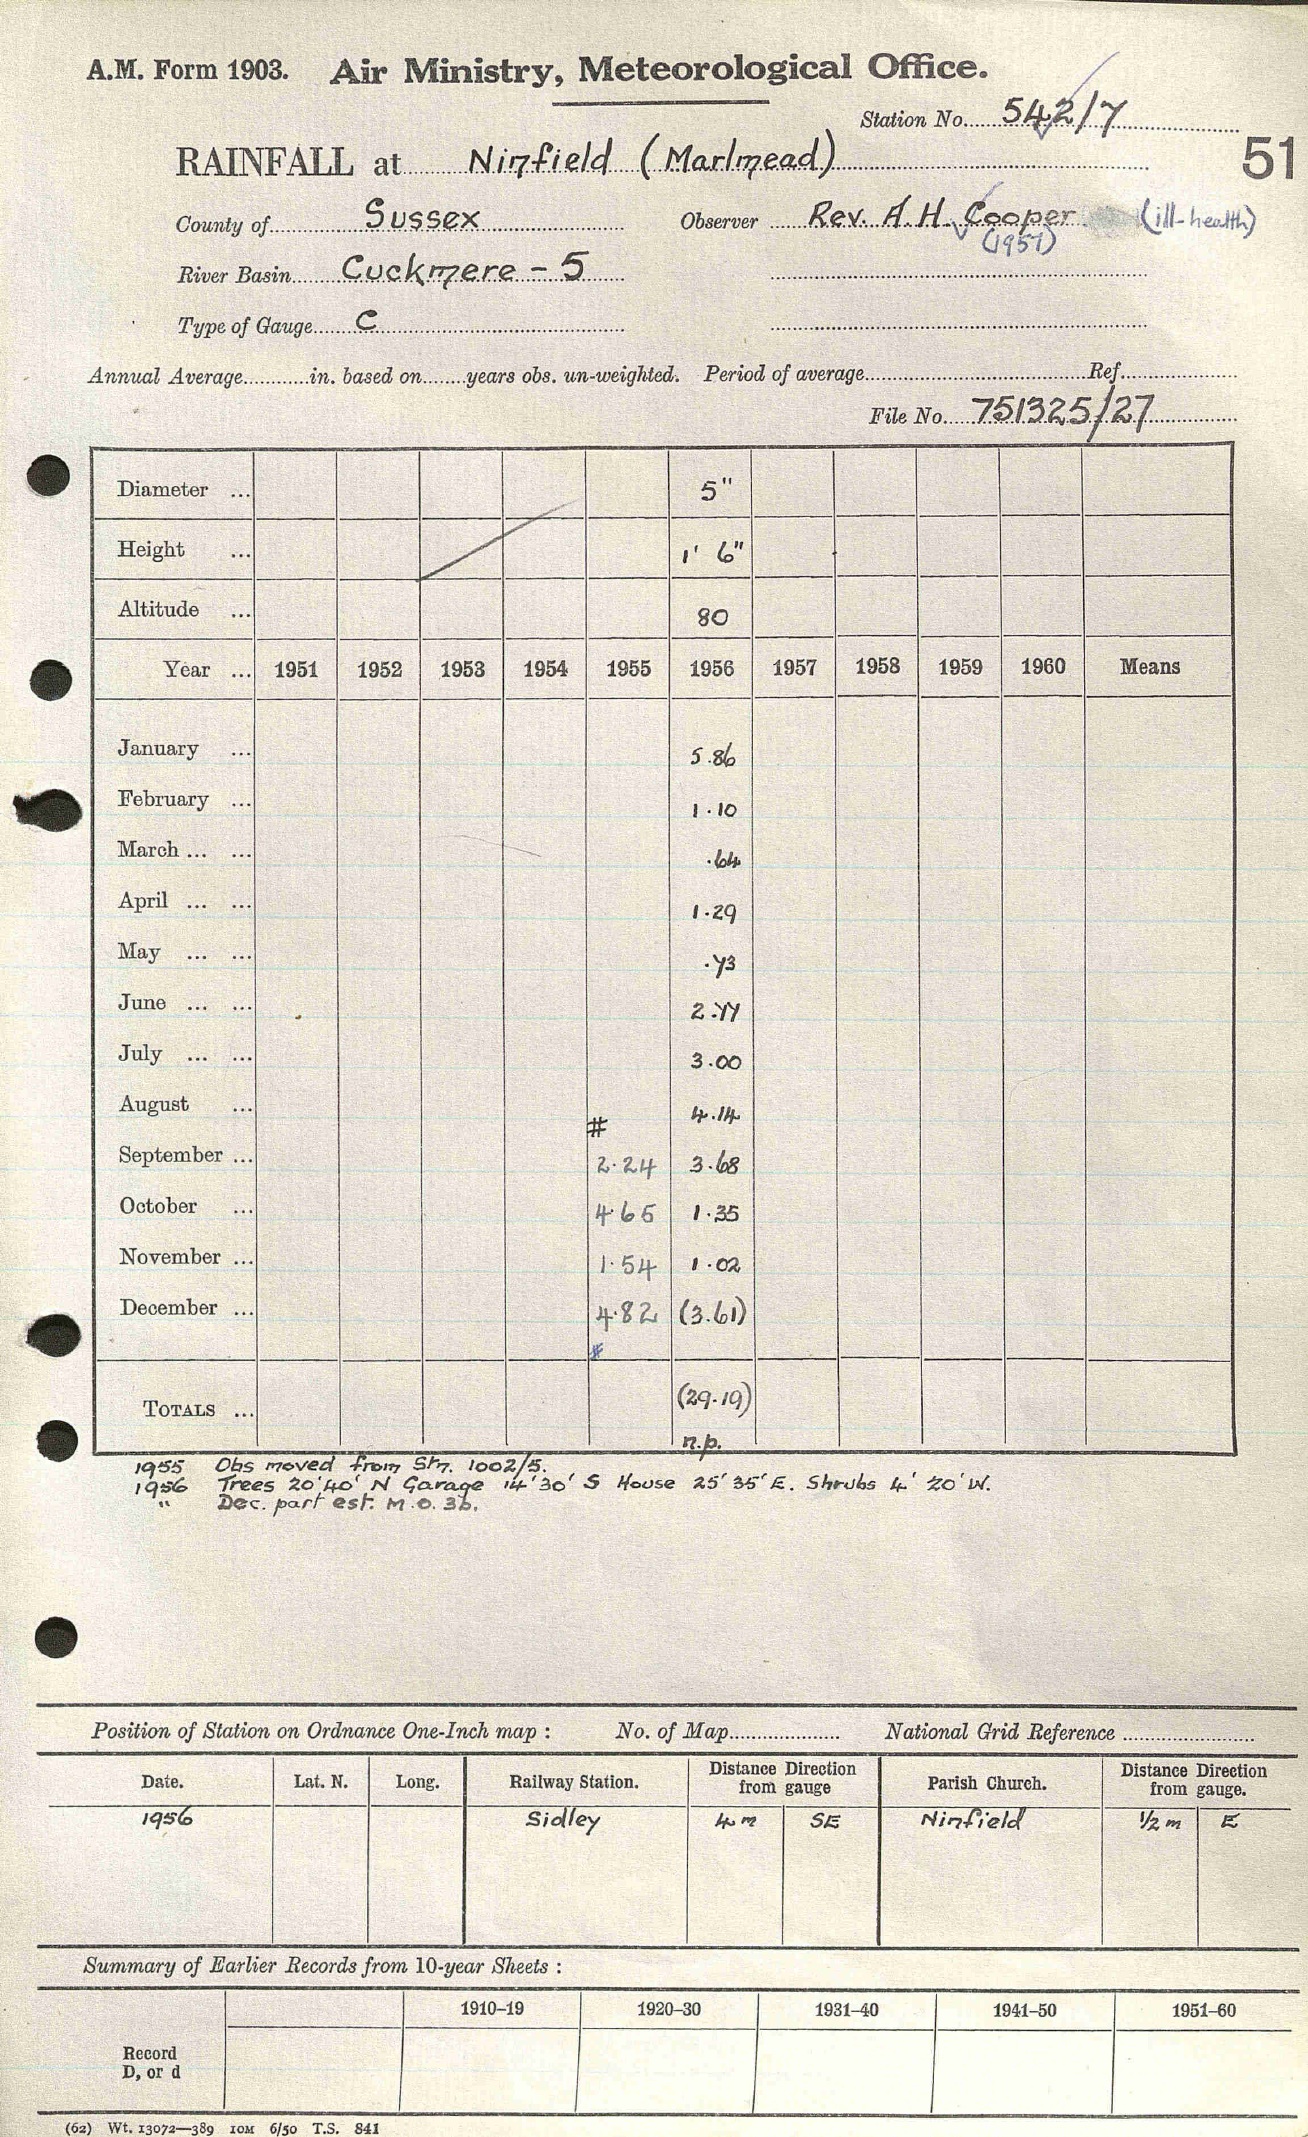 A.M. Form 1903. Air Ministry, Meteorological Office.
Station No. 542/7
51
RAINFALL at Ninfield (Marlmead)
County of Sussex Observer Rev. A.H. Cooper (ill-health)
(1957)
River Basin Cuckmere - 5
Type of Gauge C
Annual Average in. based on years obs. un-weighted. Period of average Ref.
File No. 751325/27
Diameter ... 5"
Height ... 1' 6"
Altitude ... 80
Year ... 1951 1952 1953 1954 1955 1956 1957 1958 1959 1960 Means
January ... 5.86
February ... 1.10
March ... ... .64
April ... ... 1.29
May ... ... .73
June ... ... 2.77
July ... ... 3.00
August ... 4.14
#
September ... 2.24 3.68
October ... 4.65 1.35
November ... 1.54 1.02
December ... 4.82 (3.61)
#
TOTALS ... (29.19)
n.p.
1955 Obs moved from Stn. 1002/5.
1956 Trees 20' 40' N Garage 14' 30' S House 25' 35' E. Shrubs 4' 20' W.
" Dec. part est. M.O. 3b.
Position of Station on Ordnance One-Inch map : No. of Map National Grid Reference
Date. Lat. N. Long. Railway Station. Distance Direction from gauge Parish Church. Distance Direction from gauge.
1956 Sidley 4 m SE Ninfield 1/2 m E
Summary of Earlier Records from 10-year Sheets :
1910–19 1920–30 1931–40 1941–50 1951–60
Record
D, or d
(62) Wt. 13072—389 10M 6/50 T.S. 841